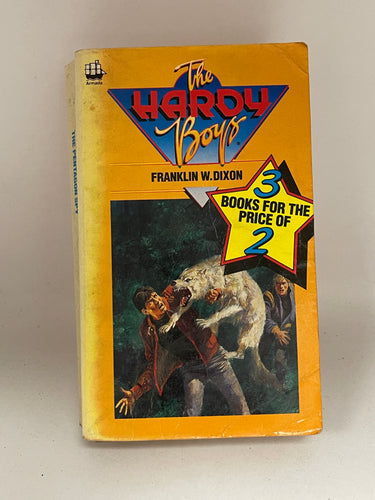 Armada
The
HARDY
Boys
FRANKLIN W. DIXON
3
BOOKS FOR THE
PRICE OF
2
THE PENTAGON SPY